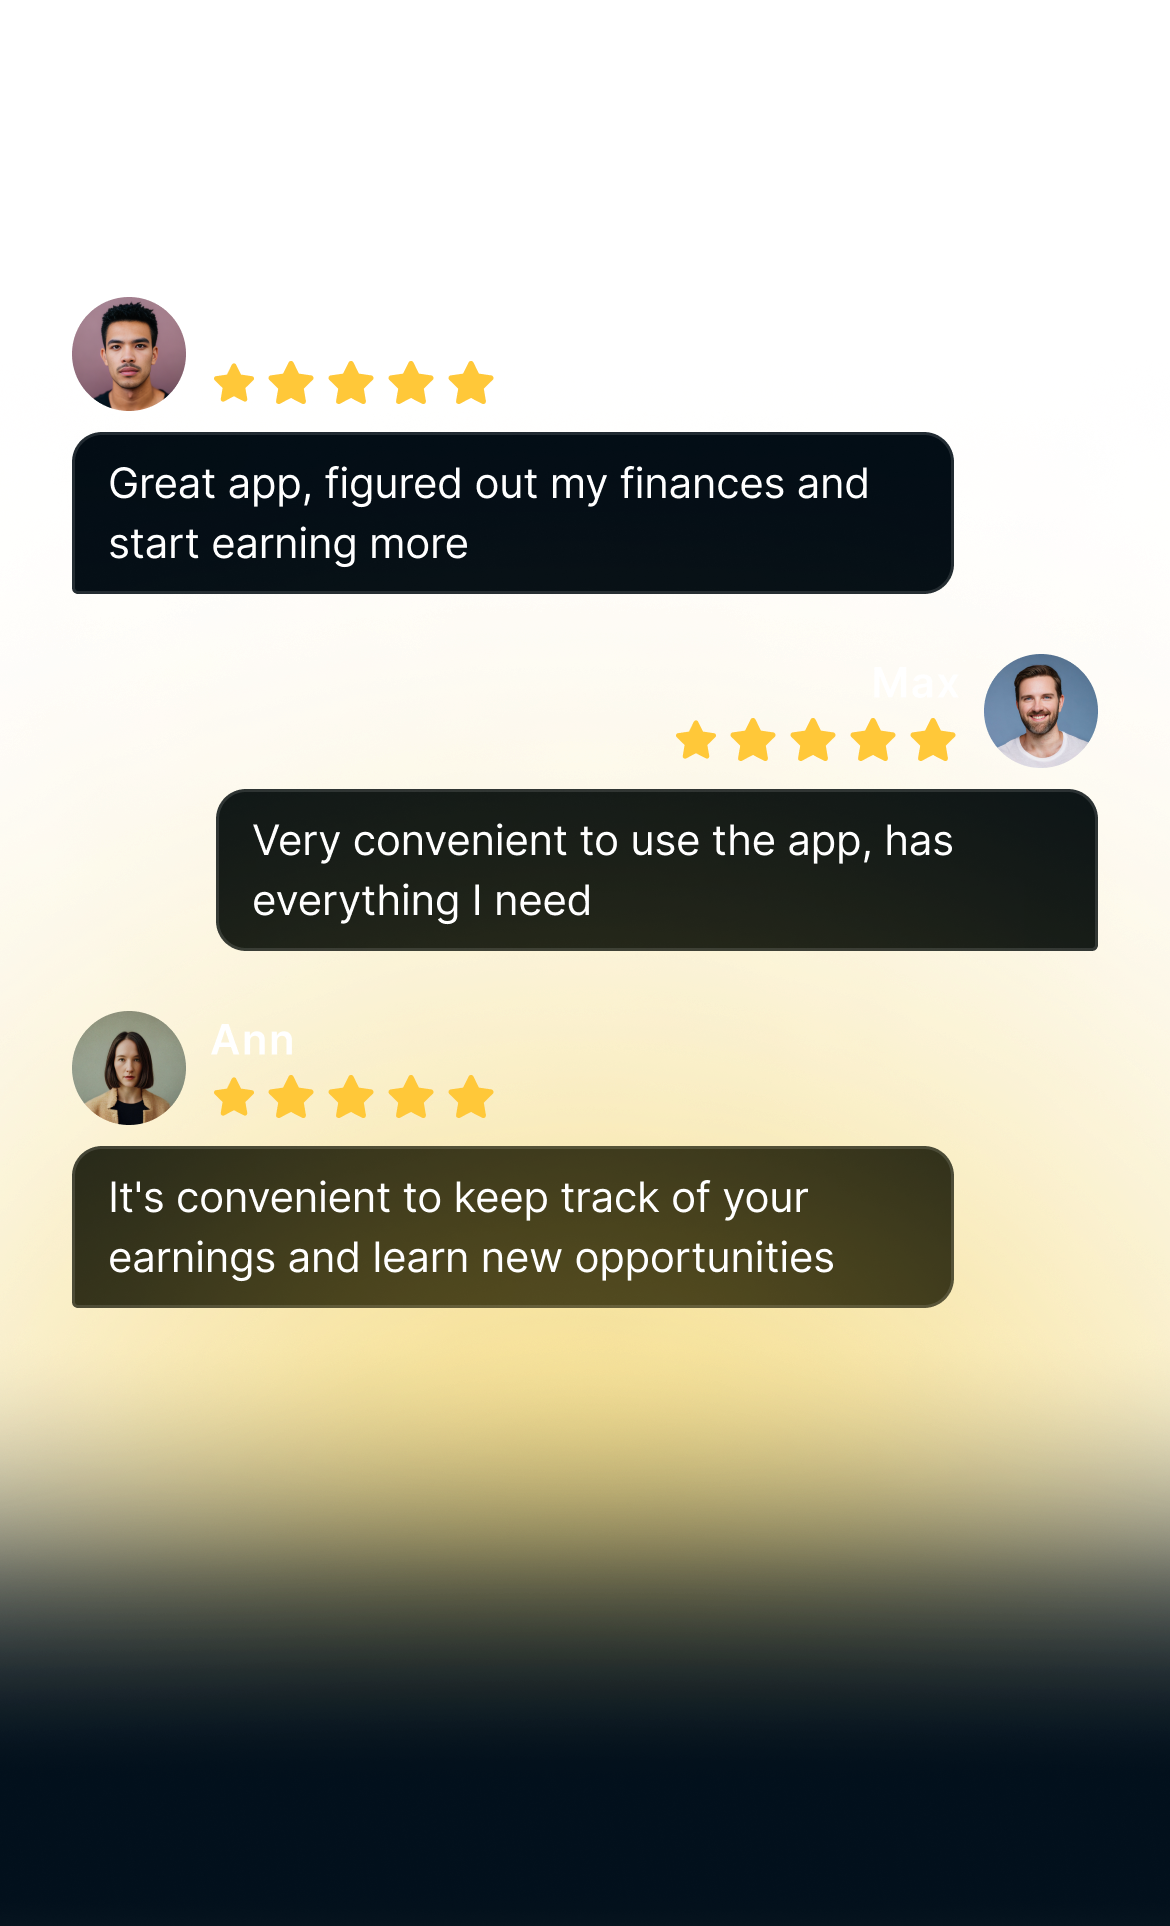 Great app, figured out my finances and
start earning more
Max
Very convenient to use the app, has
everything I need
Ann
It's convenient to keep track of your
earnings and learn new opportunities